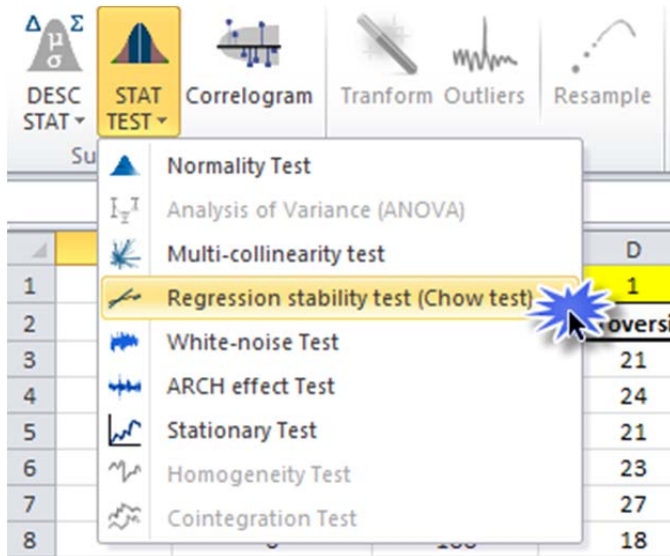 Δ Σ
μ
σ
DESC STAT Correlogram Tranform Outliers Resample
STAT TEST
Su
Normality Test
Analysis of Variance (ANOVA)
Multi-collinearity test
D
1 Regression stability test (Chow test) 1
2 White-noise Test oversi
3 21
4 ARCH effect Test 24
5 Stationary Test 21
6 Homogeneity Test 23
7 Cointegration Test 27
8 18